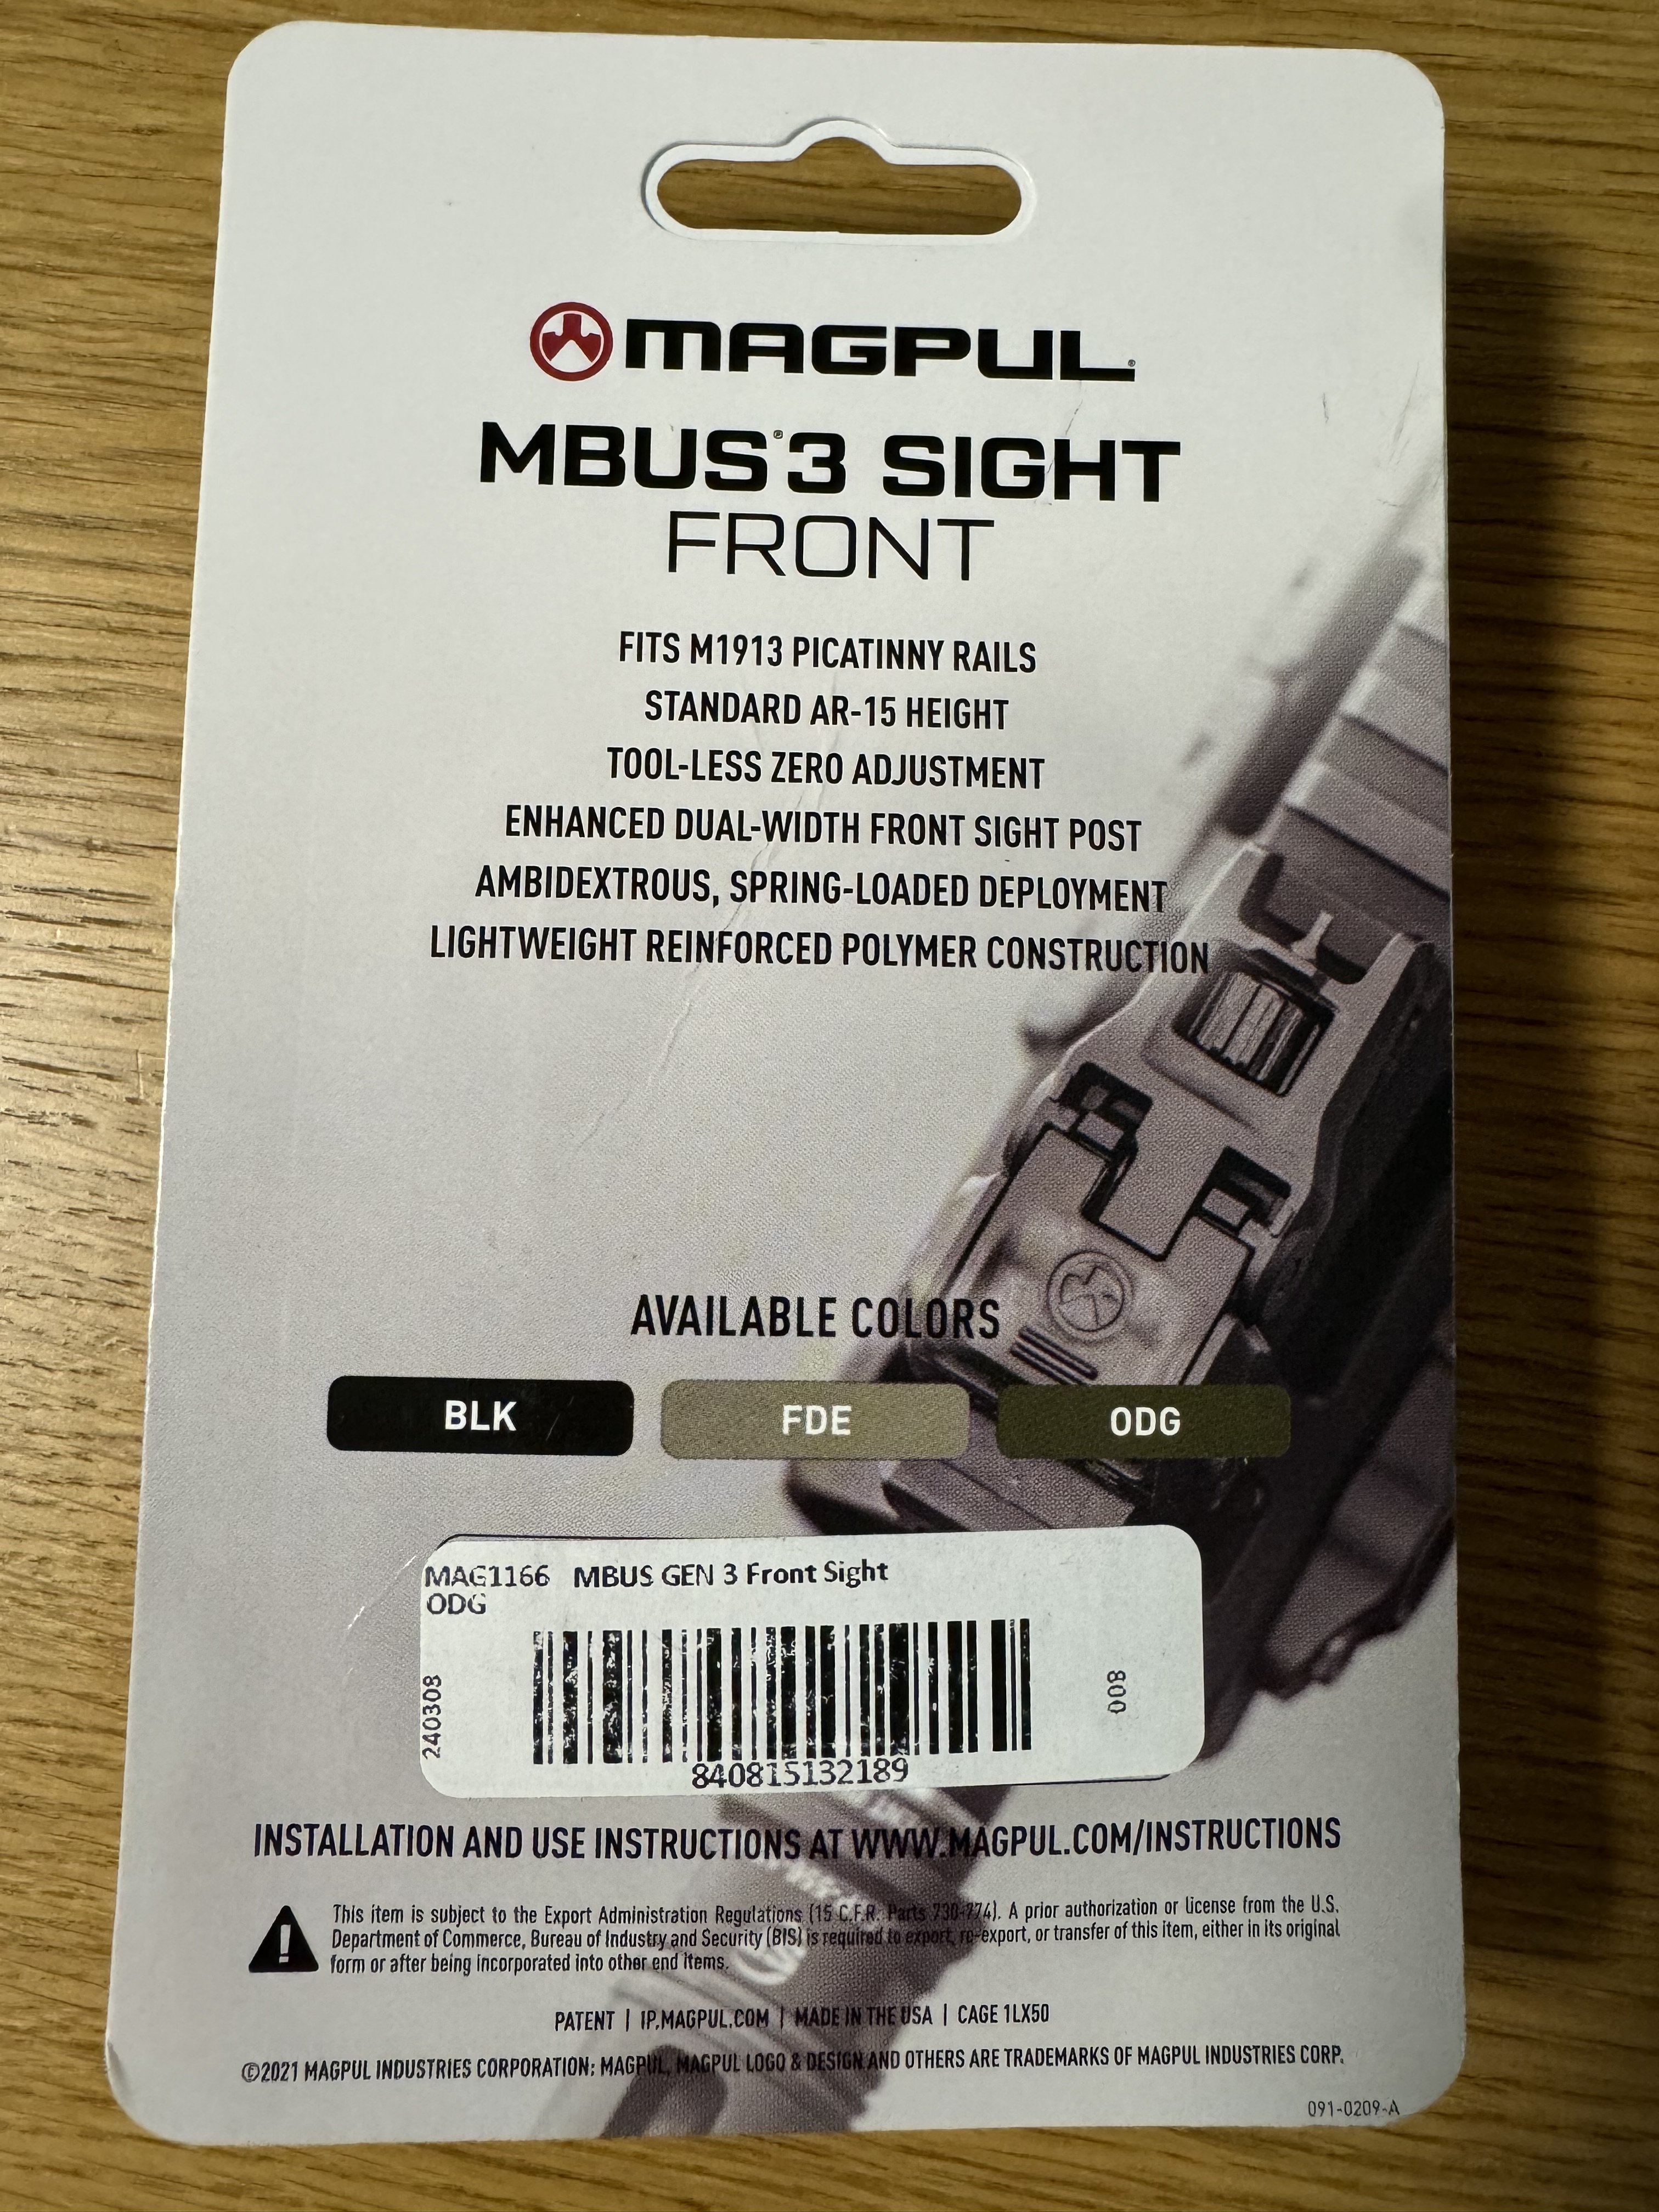 MAGPUL®
MBUS®3 SIGHT
FRONT
FITS M1913 PICATINNY RAILS
STANDARD AR-15 HEIGHT
TOOL-LESS ZERO ADJUSTMENT
ENHANCED DUAL-WIDTH FRONT SIGHT POST
AMBIDEXTROUS, SPRING-LOADED DEPLOYMENT
LIGHTWEIGHT REINFORCED POLYMER CONSTRUCTION
AVAILABLE COLORS
BLK FDE ODG
MAG1166 MBUS GEN 3 Front Sight
ODG
240308
008
840815132189
INSTALLATION AND USE INSTRUCTIONS AT WWW.MAGPUL.COM/INSTRUCTIONS
This item is subject to the Export Administration Regulations (15 C.F.R. Parts 730-774). A prior authorization or license from the U.S.
Department of Commerce, Bureau of Industry and Security (BIS) is required to export, re-export, or transfer of this item, either in its original
form or after being incorporated into other end items.
PATENT | IP.MAGPUL.COM | MADE IN THE USA | CAGE 1LX50
©2021 MAGPUL INDUSTRIES CORPORATION; MAGPUL, MAGPUL LOGO & DESIGN AND OTHERS ARE TRADEMARKS OF MAGPUL INDUSTRIES CORP.
091-0209-A